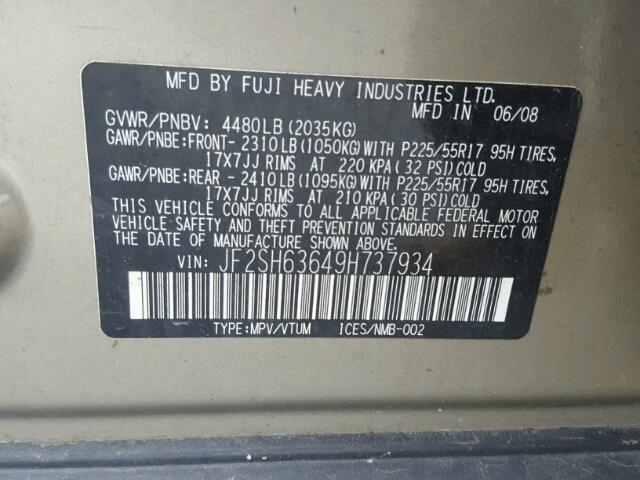 MFD BY FUJI HEAVY INDUSTRIES LTD.
MFD IN 06/08
GVWR/PNBV: 4480LB (2035KG)
GAWR/PNBE:FRONT- 2310LB (1050KG) WITH P225/55R17 95H TIRES,
17X7JJ RIMS AT 220 KPA ( 32 PSI) COLD
GAWR/PNBE:REAR - 2410LB (1095KG) WITH P225/55R17 95H TIRES,
17X7JJ RIMS AT 210 KPA ( 30 PSI) COLD
THIS VEHICLE CONFORMS TO ALL APPLICABLE FEDERAL MOTOR
VEHICLE SAFETY AND THEFT PREVENTION STANDARDS IN EFFECT
ON THE DATE OF MANUFACTURE SHOWN ABOVE.
VIN: JF2SH63649H737934
TYPE:MPV/VTUM ICES/NMB-002